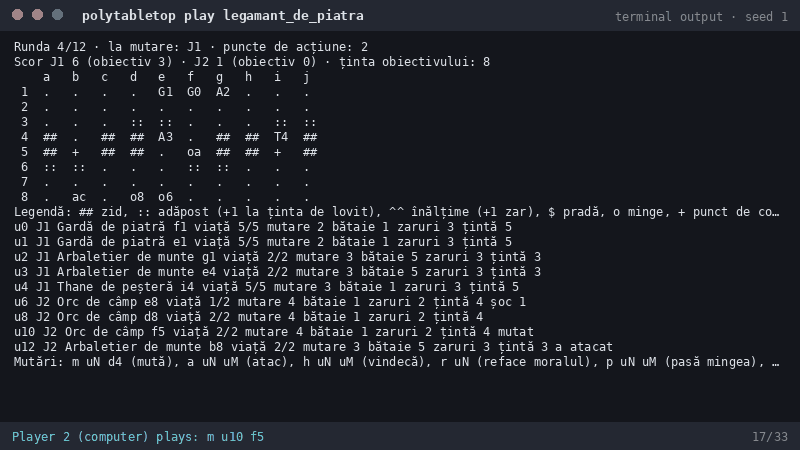 polytabletop play legamant_de_piatra
terminal output · seed 1
Runda 4/12 · la mutare: J1 · puncte de acțiune: 2
Scor J1 6 (obiectiv 3) · J2 1 (obiectiv 0) · ținta obiectivului: 8
a b c d e f g h i j
1 . . . . G1 G0 A2 . . .
2 . . . . . . . . . .
3 . . . :: :: . . . :: ::
4 ## . ## ## A3 . ## ## T4 ##
5 ## + ## ## . oa ## ## + ##
6 :: :: . . . :: :: . . .
7 . . . . . . . . . .
8 . ac . o8 o6 . . . . .
Legendă: ## zid, :: adăpost (+1 la ținta de lovit), ^^ înălțime (+1 zar), $ pradă, o minge, + punct de co…
u0 J1 Gardă de piatră f1 viață 5/5 mutare 2 bătaie 1 zaruri 3 țintă 5
u1 J1 Gardă de piatră e1 viață 5/5 mutare 2 bătaie 1 zaruri 3 țintă 5
u2 J1 Arbaletier de munte g1 viață 2/2 mutare 3 bătaie 5 zaruri 3 țintă 3
u3 J1 Arbaletier de munte e4 viață 2/2 mutare 3 bătaie 5 zaruri 3 țintă 3
u4 J1 Thane de peșteră i4 viață 5/5 mutare 3 bătaie 1 zaruri 3 țintă 5
u6 J2 Orc de câmp e8 viață 1/2 mutare 4 bătaie 1 zaruri 2 țintă 4 șoc 1
u8 J2 Orc de câmp d8 viață 2/2 mutare 4 bătaie 1 zaruri 2 țintă 4
u10 J2 Orc de câmp f5 viață 2/2 mutare 4 bătaie 1 zaruri 2 țintă 4 mutat
u12 J2 Arbaletier de munte b8 viață 2/2 mutare 3 bătaie 5 zaruri 3 țintă 3 a atacat
Mutări: m uN d4 (mută), a uN uM (atac), h uN uM (vindecă), r uN (reface moralul), p uN uM (pasă mingea), …
Player 2 (computer) plays: m u10 f5
17/33